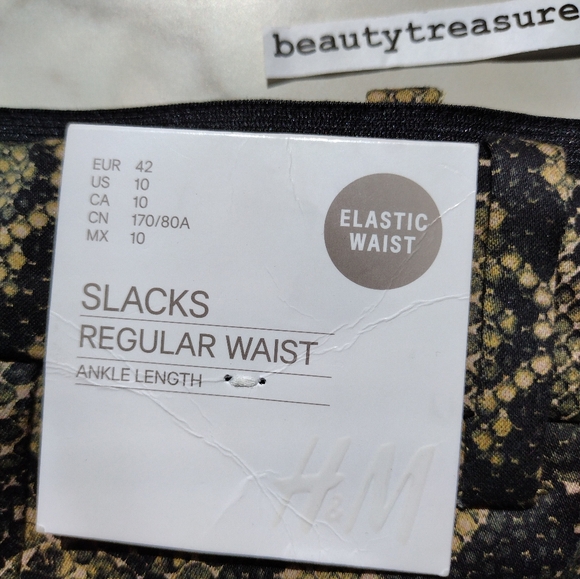 beautytreasure
EUR 42
US 10
CA 10
CN 170/80A
MX 10
ELASTIC
WAIST
SLACKS
REGULAR WAIST
ANKLE LENGTH
H&M